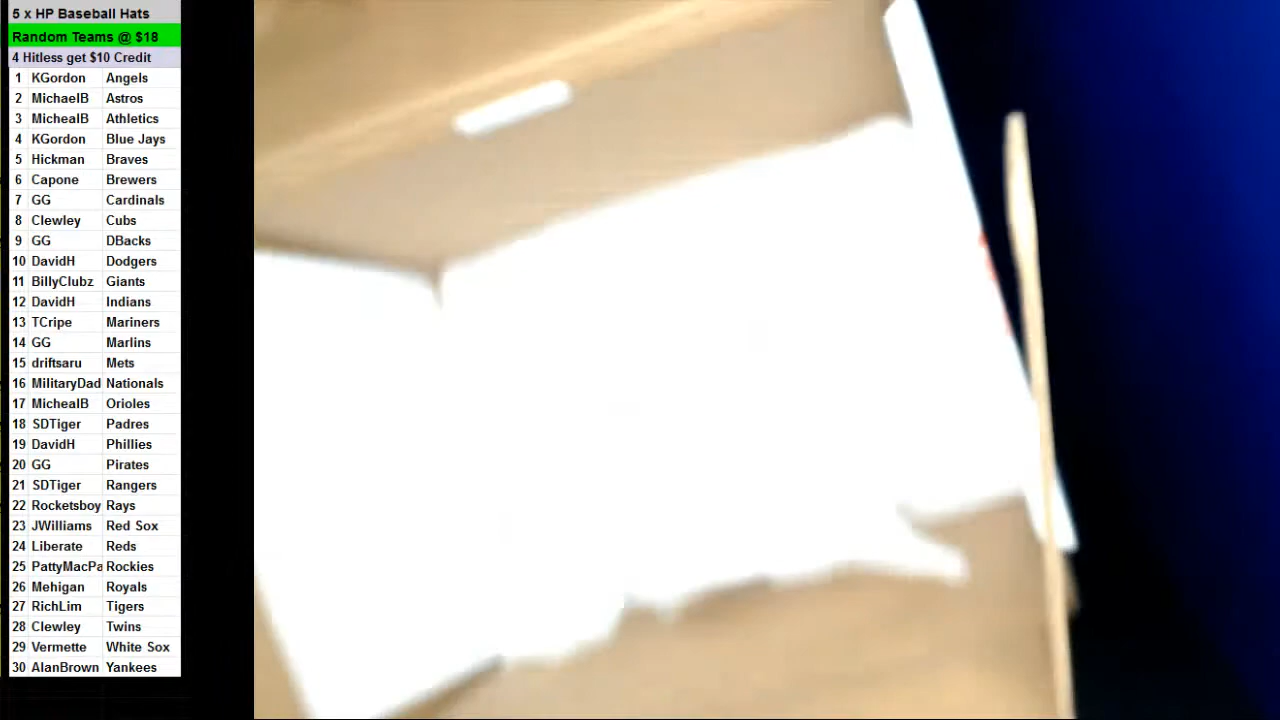 5 x HP Baseball Hats
Random Teams @ $18
4 Hitless get $10 Credit
1 KGordon Angels
2 MichaelB Astros
3 MichealB Athletics
4 KGordon Blue Jays
5 Hickman Braves
6 Capone Brewers
7 GG Cardinals
8 Clewley Cubs
9 GG DBacks
10 DavidH Dodgers
11 BillyClubz Giants
12 DavidH Indians
13 TCripe Mariners
14 GG Marlins
15 driftsaru Mets
16 MilitaryDad Nationals
17 MichealB Orioles
18 SDTiger Padres
19 DavidH Phillies
20 GG Pirates
21 SDTiger Rangers
22 Rocketsboy Rays
23 JWilliams Red Sox
24 Liberate Reds
25 PattyMacPa Rockies
26 Mehigan Royals
27 RichLim Tigers
28 Clewley Twins
29 Vermette White Sox
30 AlanBrown Yankees